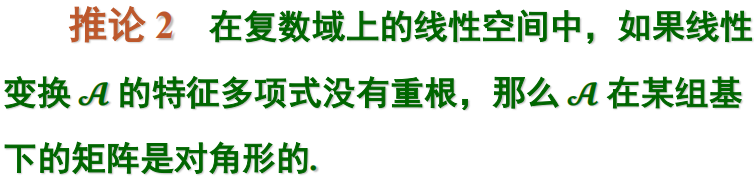 推论 2 在复数域上的线性空间中，如果线性
变换 𝓐 的特征多项式没有重根，那么 𝓐 在某组基
下的矩阵是对角形的.